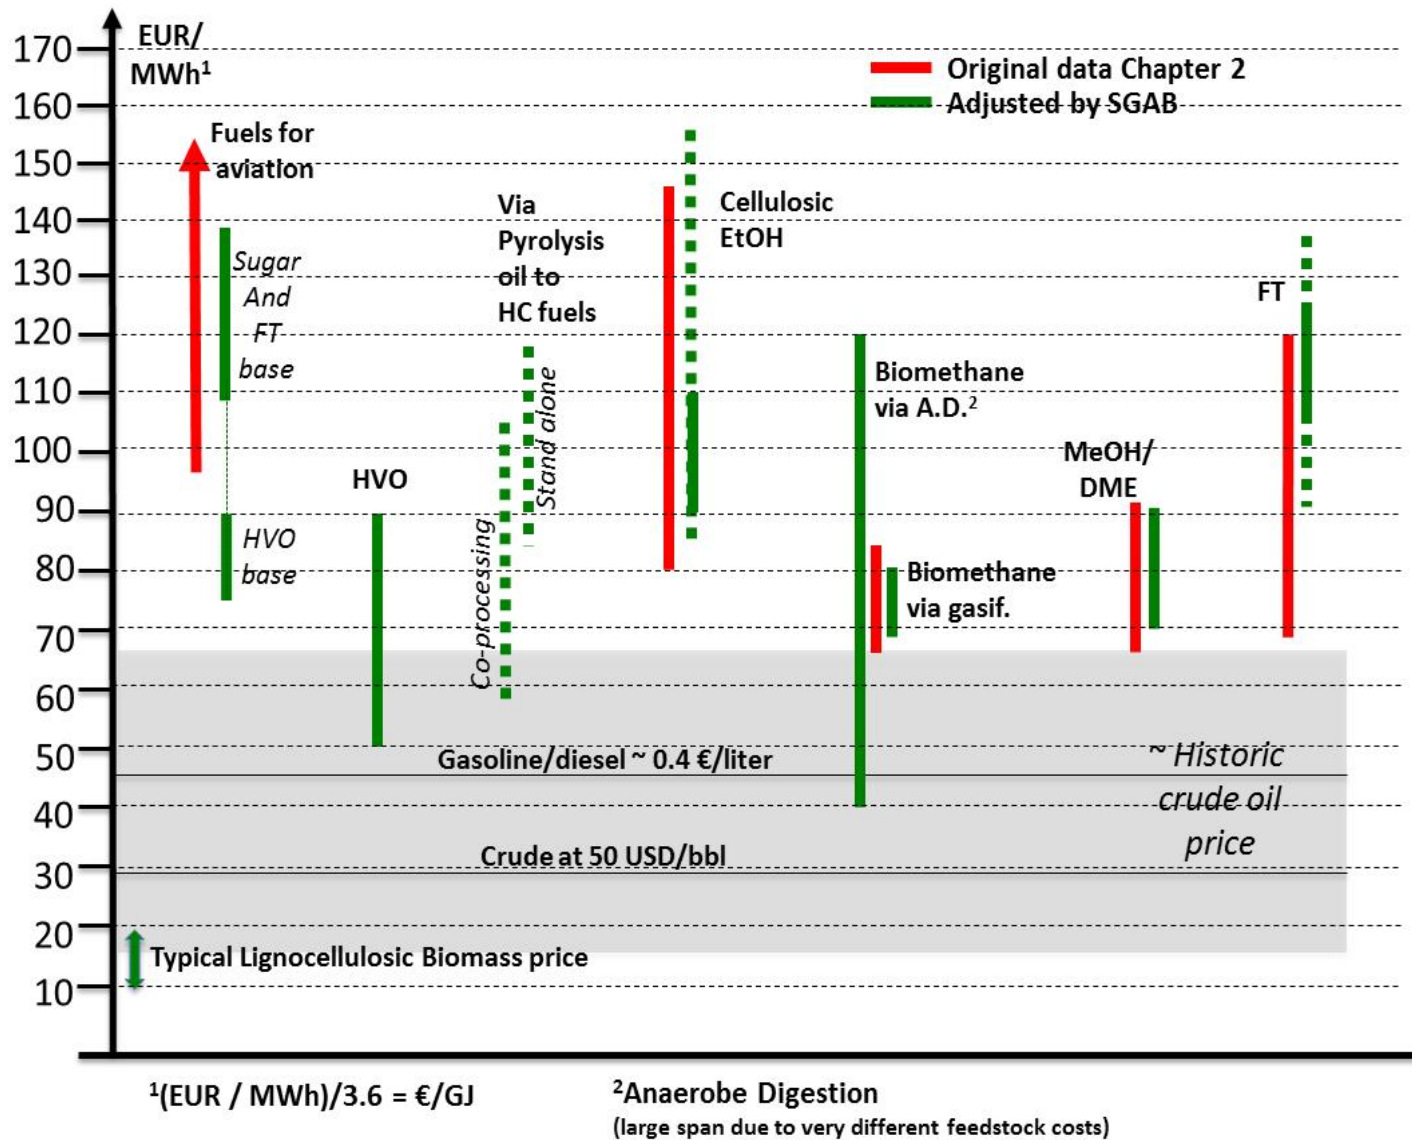 EUR/
MWh¹
170
160
150
140
130
120
110
100
90
80
70
60
50
40
30
20
10
Original data Chapter 2
Adjusted by SGAB
Fuels for
aviation
Sugar
And
FT
base
HVO
base
HVO
Via
Pyrolysis
oil to
HC fuels
Stand alone
Co-processing
Cellulosic
EtOH
Biomethane
via A.D.²
Biomethane
via gasif.
MeOH/
DME
FT
Gasoline/diesel ~ 0.4 €/liter
~ Historic
crude oil
price
Crude at 50 USD/bbl
Typical Lignocellulosic Biomass price
¹(EUR / MWh)/3.6 = €/GJ
²Anaerobe Digestion
(large span due to very different feedstock costs)